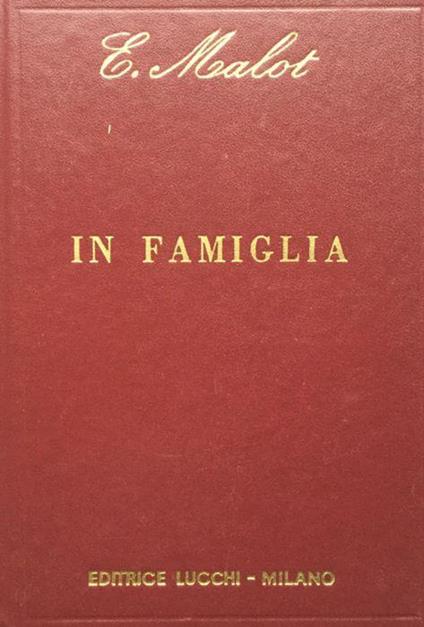 E. Malot
IN FAMIGLIA
EDITRICE LUCCHI - MILANO